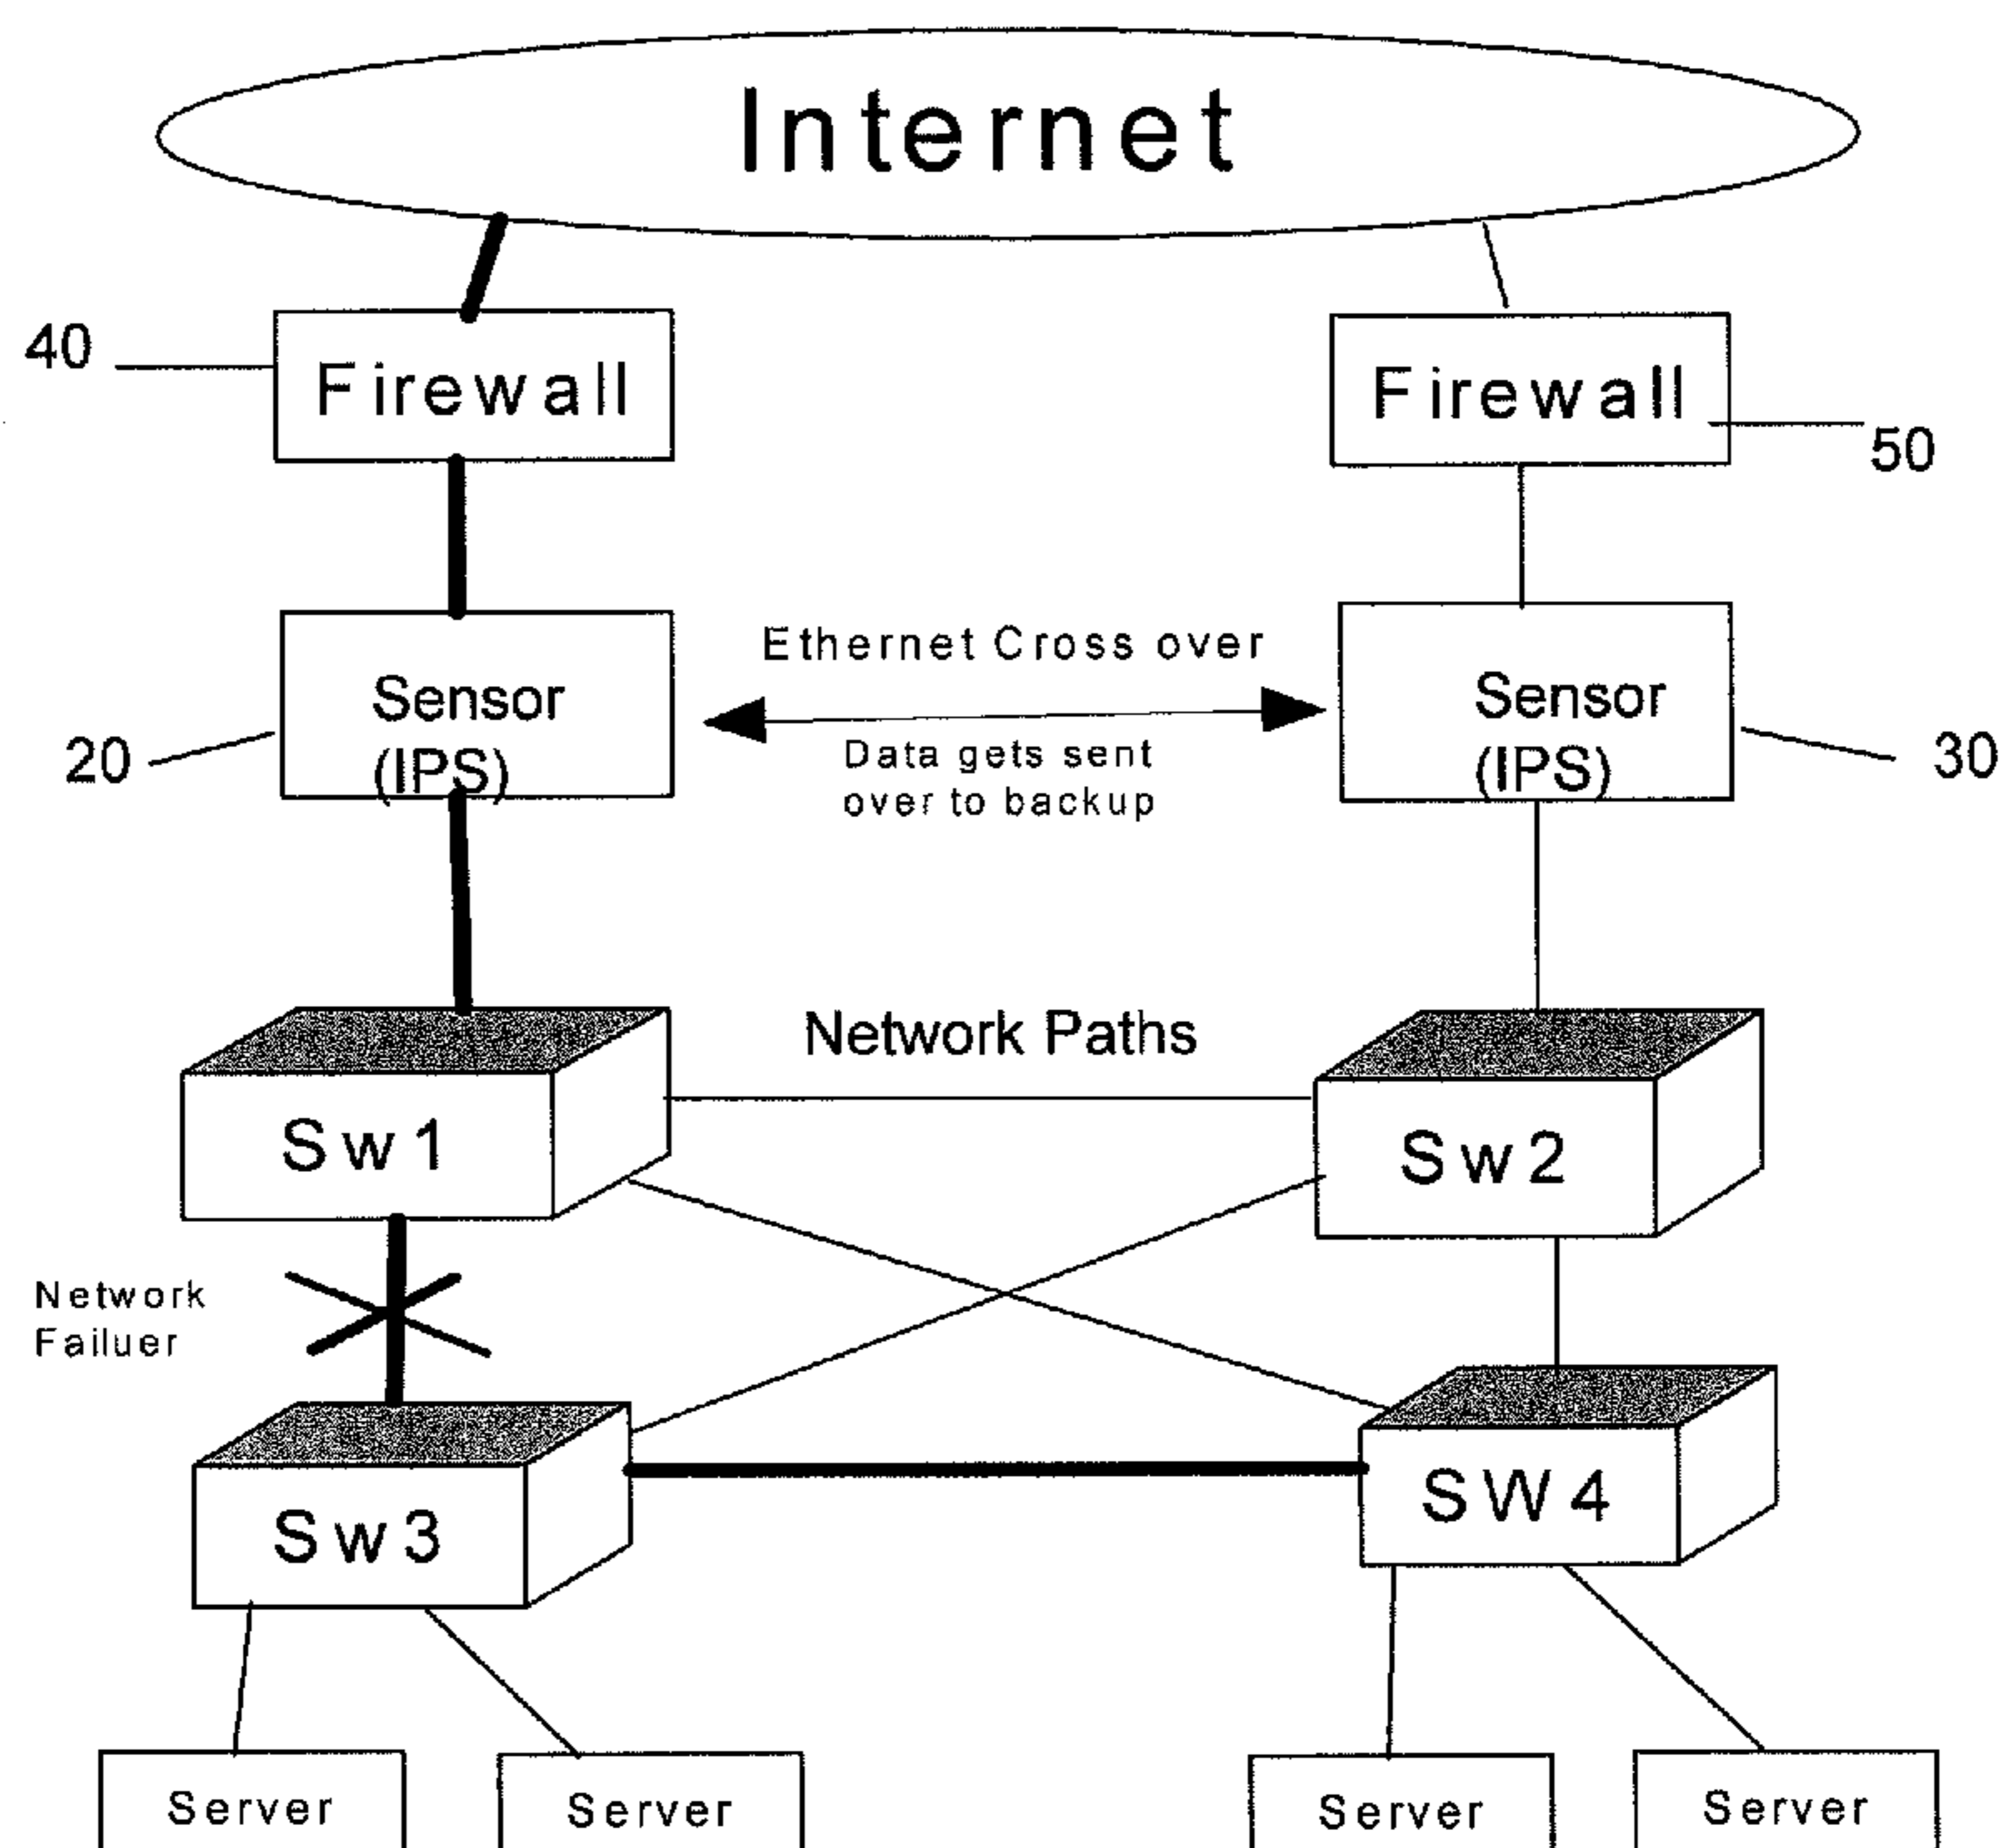 Internet
40
Firewall
Firewall
50
Ethernet Cross over
Sensor
(IPS)
Sensor
(IPS)
20
Data gets sent
over to backup
30
Network Paths
Sw1
Sw2
Network
Failuer
Sw3
SW4
Server
Server
Server
Server